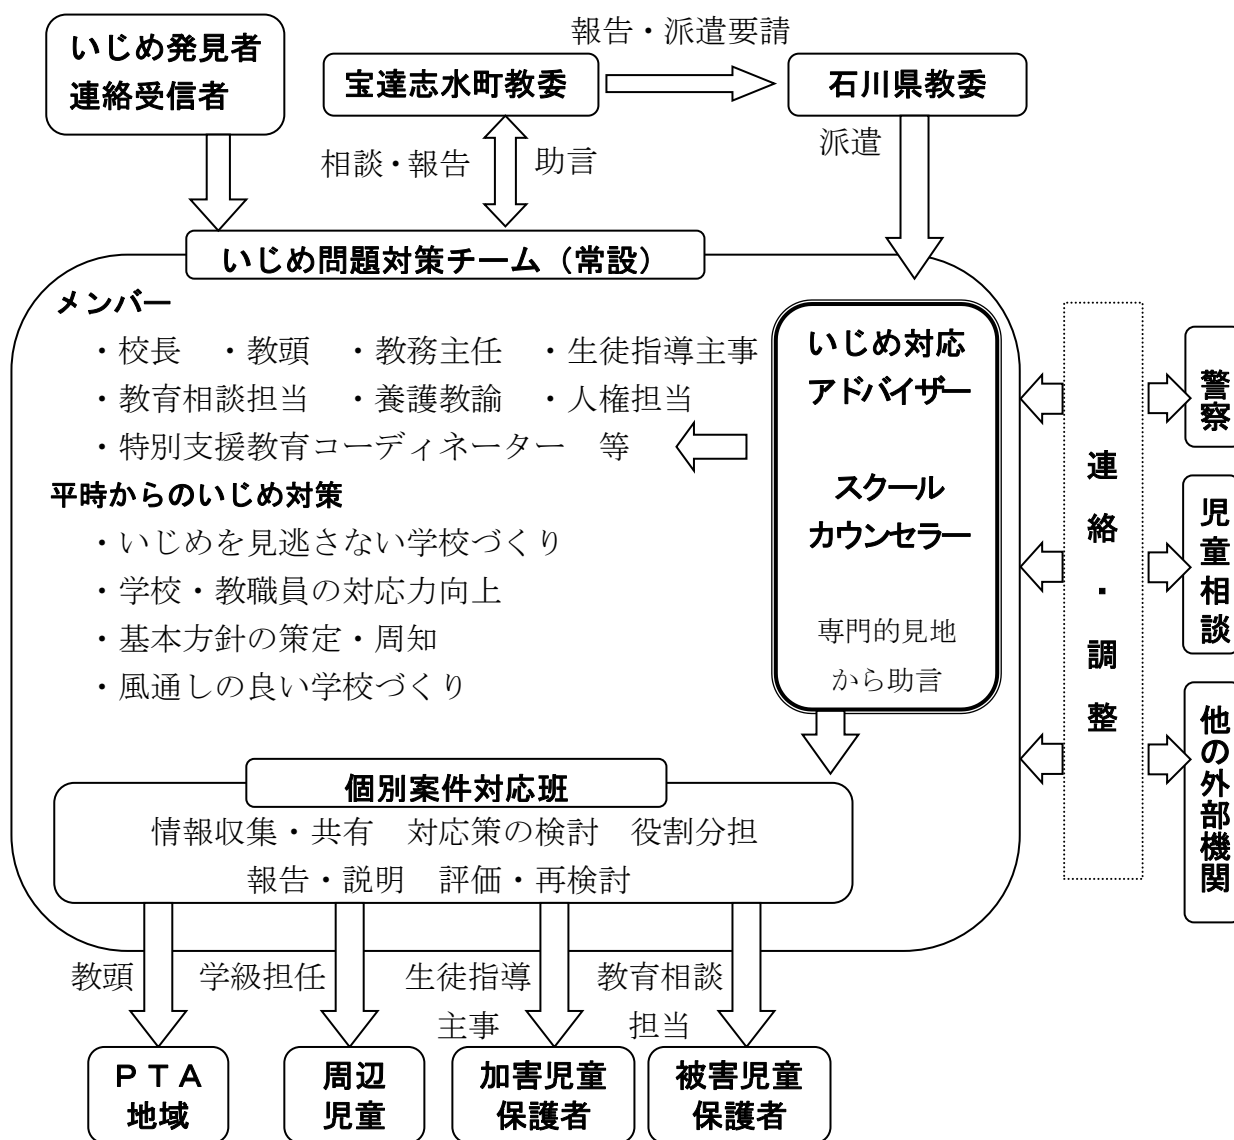 いじめ発見者
連絡受信者
宝達志水町教委
報告・派遣要請
石川県教委
相談・報告
助言
派遣
いじめ問題対策チーム（常設）
メンバー
・校長　・教頭　・教務主任　・生徒指導主事
・教育相談担当　・養護教諭　・人権担当
・特別支援教育コーディネーター　等
平時からのいじめ対策
・いじめを見逃さない学校づくり
・学校・教職員の対応力向上
・基本方針の策定・周知
・風通しの良い学校づくり
いじめ対応
アドバイザー
スクール
カウンセラー
専門的見地
から助言
連絡・調整
警察
児童相談
他の外部機関
個別案件対応班
情報収集・共有　対応策の検討　役割分担
報告・説明　評価・再検討
教頭
学級担任
生徒指導
主事
教育相談
担当
ＰＴＡ
地域
周辺
児童
加害児童
保護者
被害児童
保護者